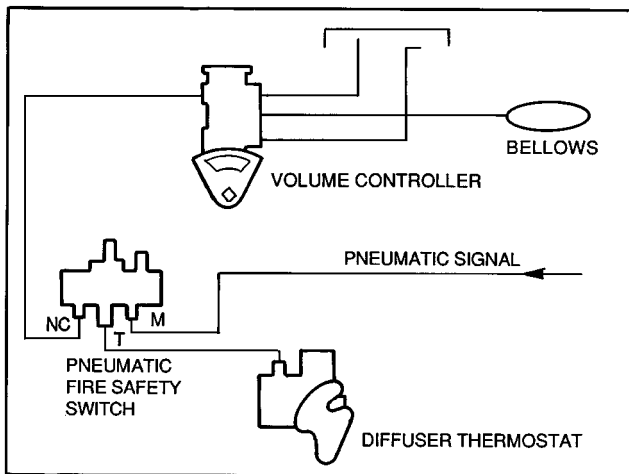 BELLOWS
VOLUME CONTROLLER
PNEUMATIC SIGNAL
NC
T
M
PNEUMATIC
FIRE SAFETY
SWITCH
DIFFUSER THERMOSTAT